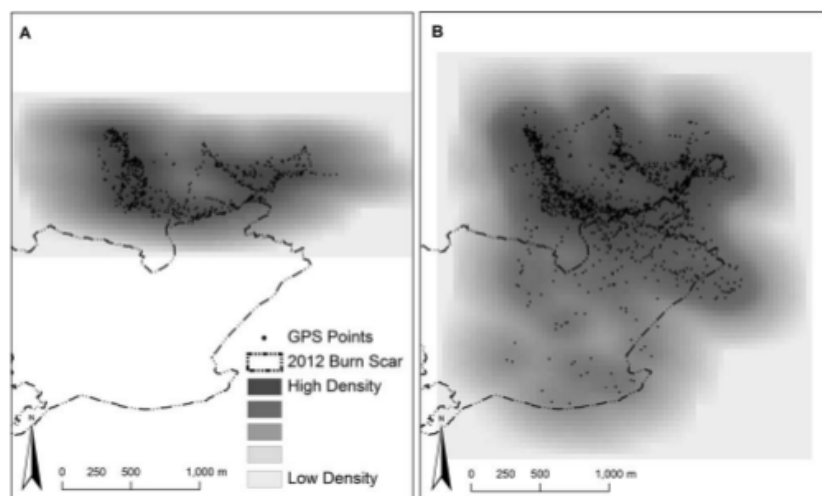 A
GPS Points
2012 Burn Scar
High Density
Low Density
N
0 250 500 1,000 m
B
N
0 250 500 1,000 m